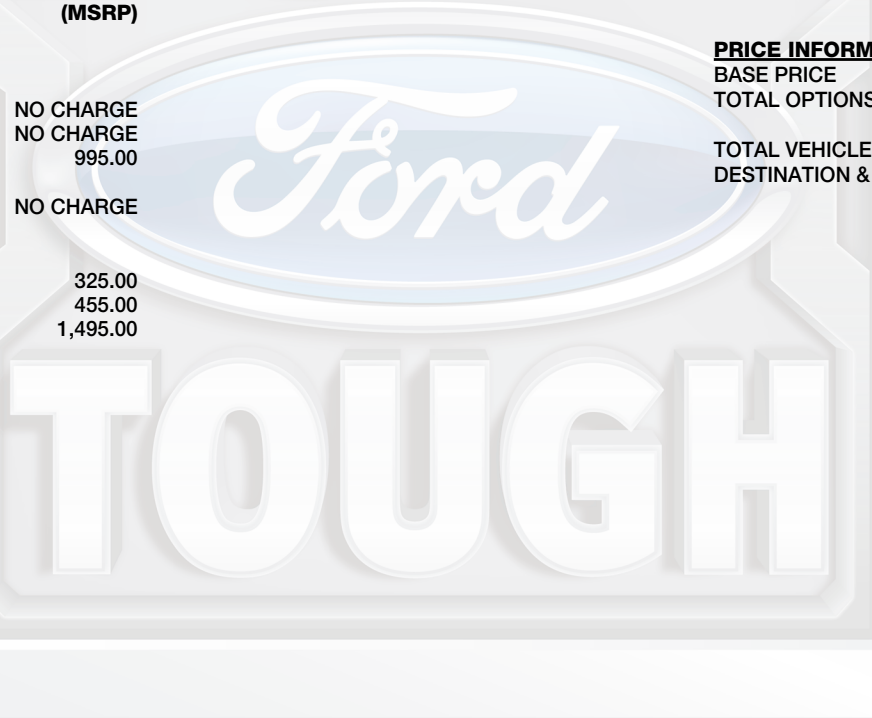 (MSRP)
NO CHARGE
NO CHARGE
995.00
NO CHARGE
325.00
455.00
1,495.00
PRICE INFORM
BASE PRICE
TOTAL OPTIONS
TOTAL VEHICLE
DESTINATION &
Ford
TOUGH